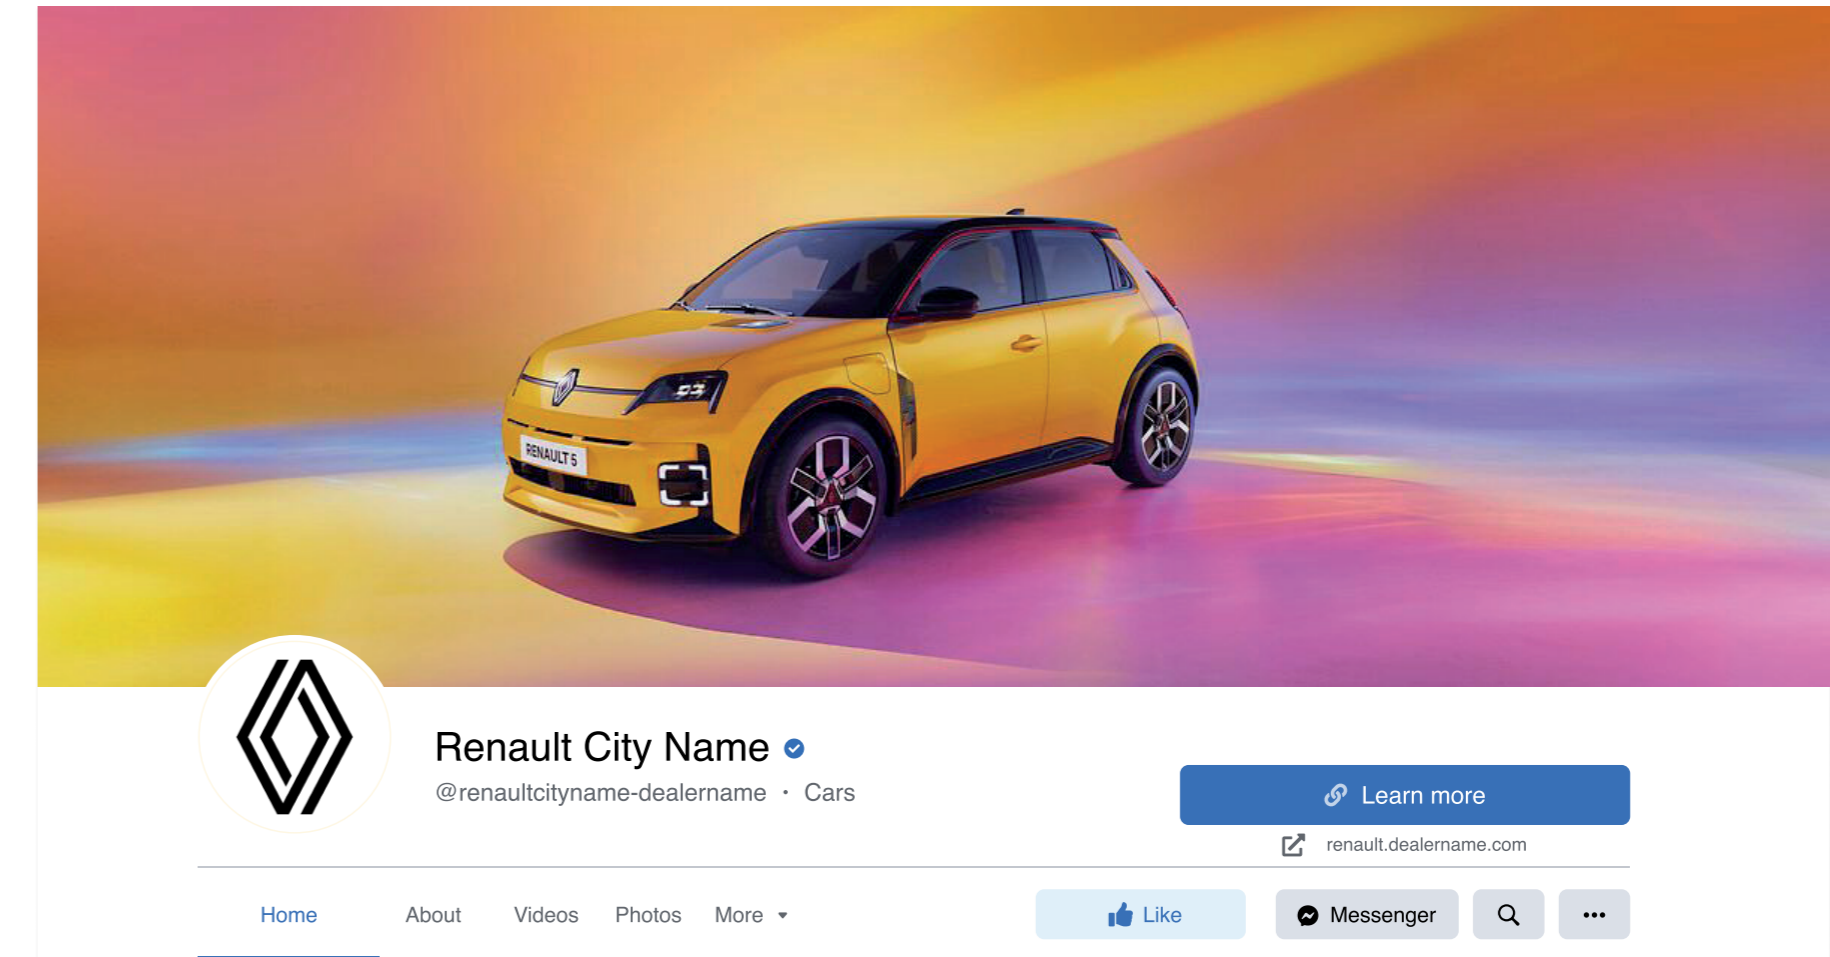 RENAULT 5
Renault City Name
@renaultcityname-dealername · Cars
Learn more
renault.dealername.com
Home About Videos Photos More
Like Messenger